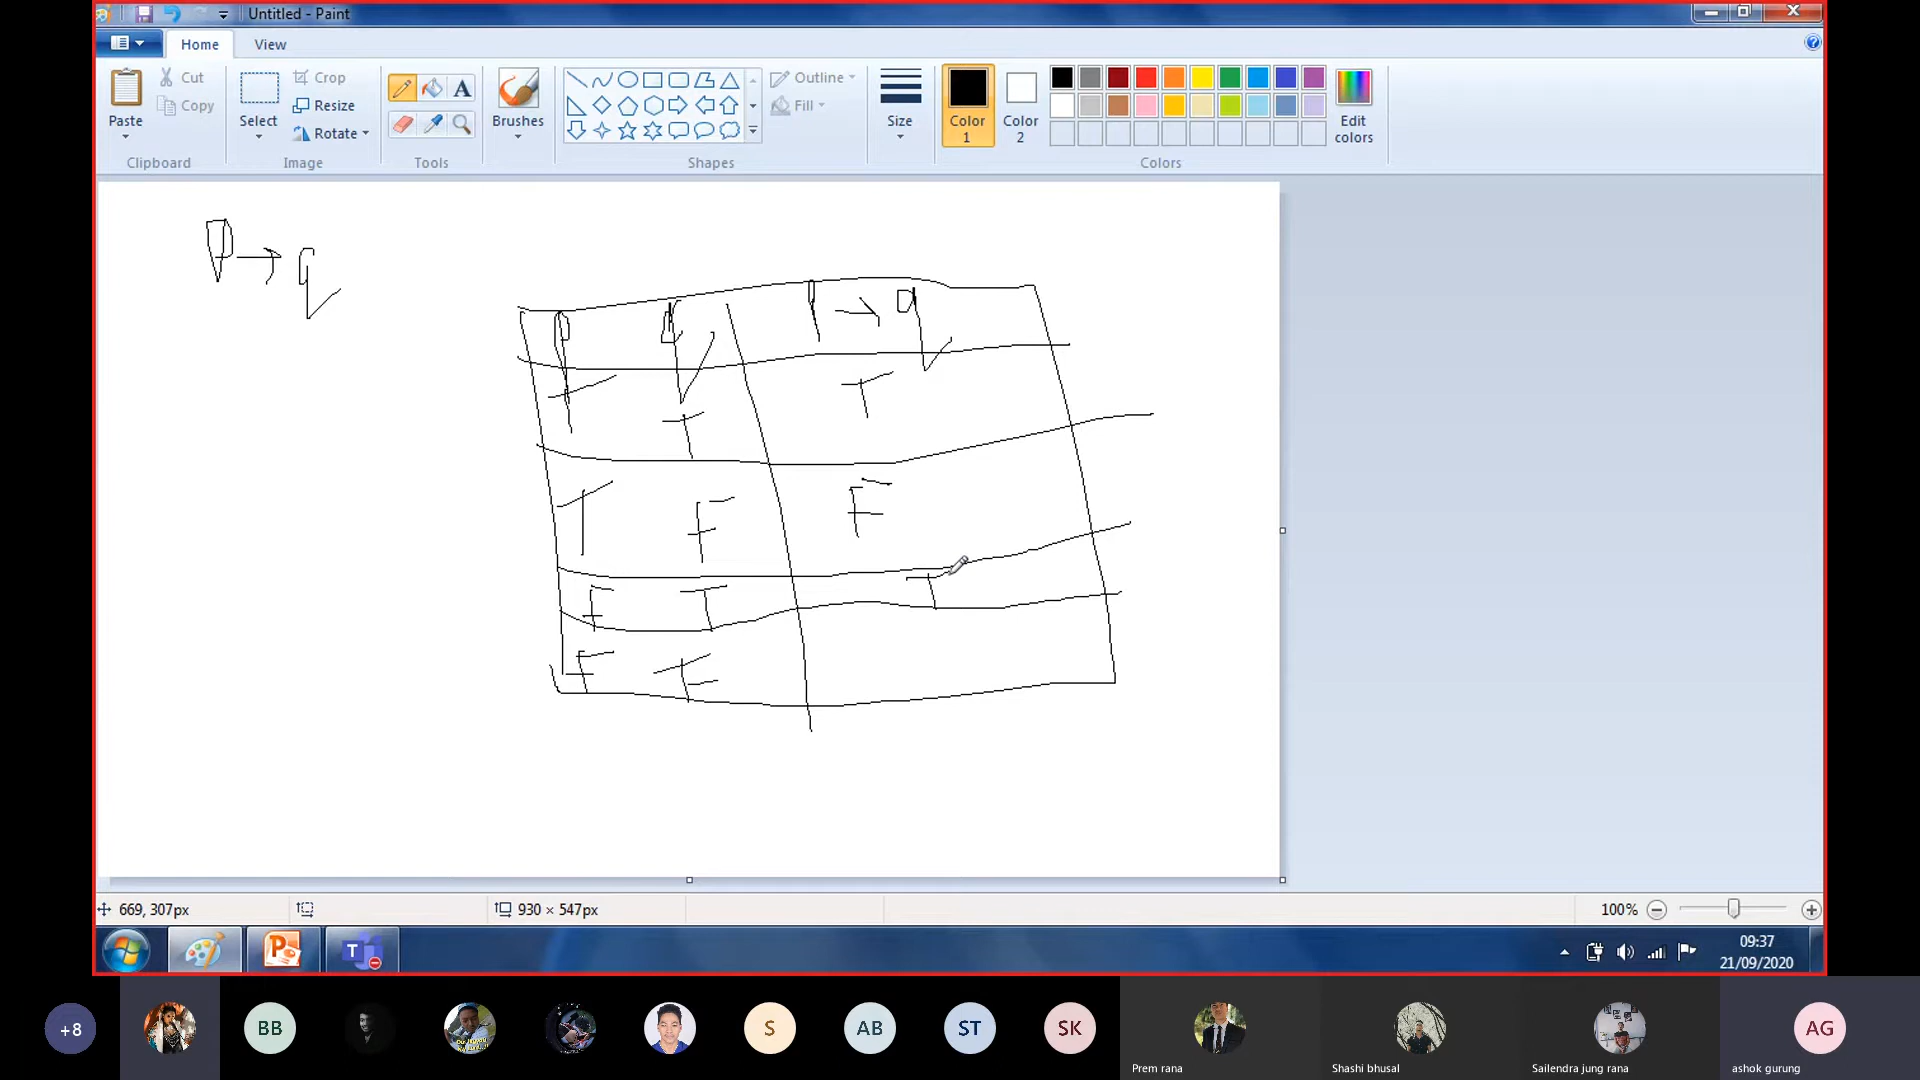 Untitled - Paint
Home View
Cut
Copy
Paste
Crop
Resize
Rotate
Select
Brushes
Outline
Fill
Size
Color 1
Color 2
Edit colors
Clipboard Image Tools Shapes Colors
P → q
P q P → q
T T T
T F F
F T T
F F
669, 307px
930 × 547px
100%
09:37
21/09/2020
+8
BB
S
AB
ST
SK
AG
Prem rana
Shashi bhusal
Sailendra jung rana
ashok gurung